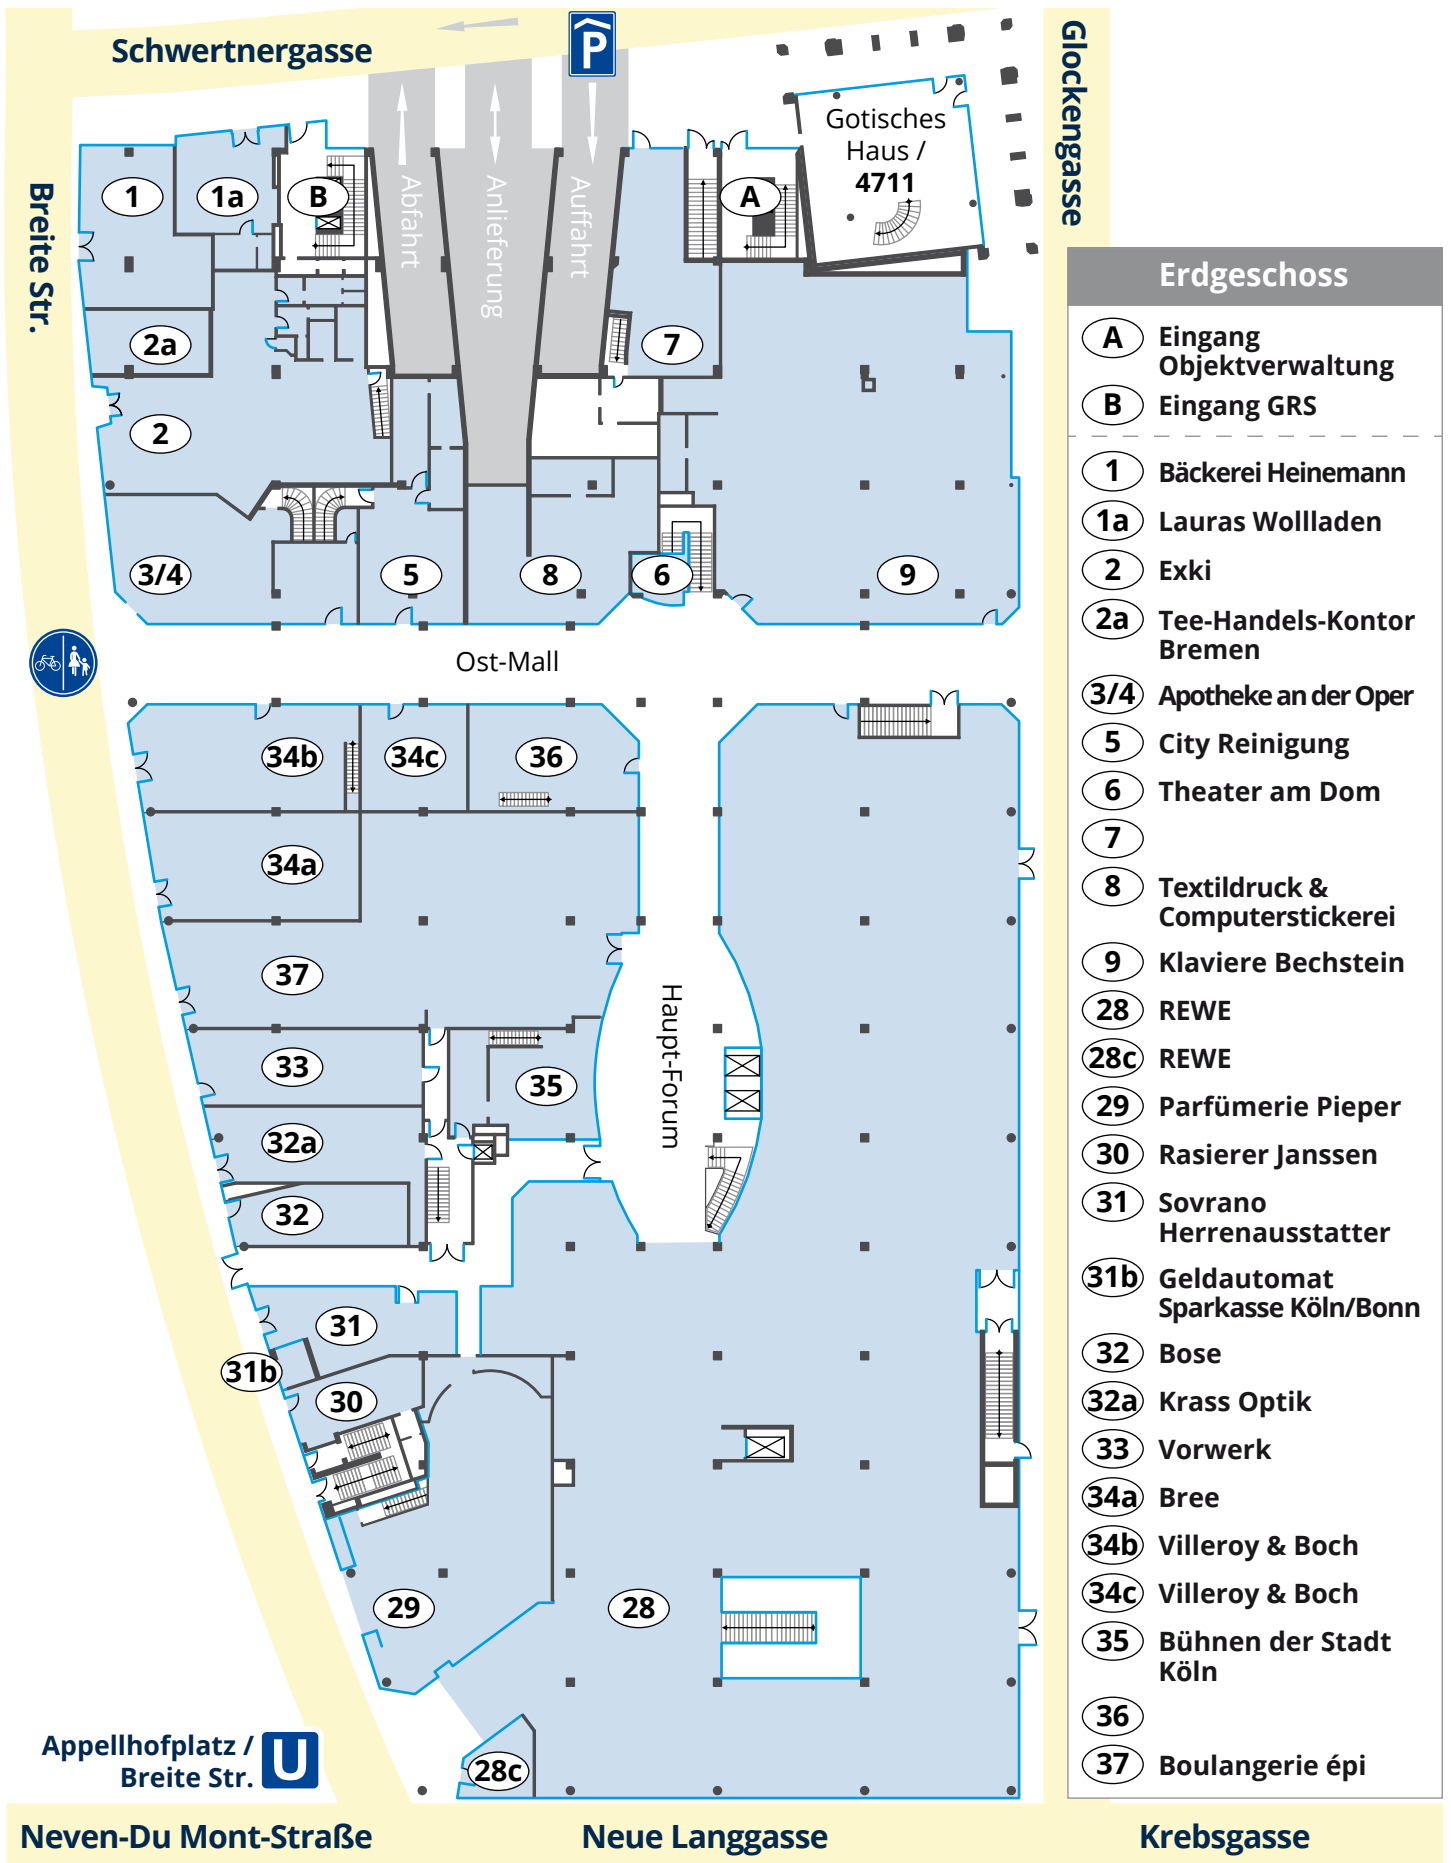 Schwertnergasse
P
Glockengasse
Breite Str.
Gotisches
Haus /
4711
1
1a
B
Abfahrt
Anlieferung
Auffahrt
A
2a
7
2
3/4
5
8
6
9
Ost-Mall
34b
34c
36
34a
37
Haupt-Forum
33
35
32a
32
31
31b
30
29
28
28c
Appellhofplatz /
Breite Str.
U
Neven-Du Mont-Straße
Neue Langgasse
Krebsgasse
Erdgeschoss
A Eingang
Objektverwaltung
B Eingang GRS
1 Bäckerei Heinemann
1a Lauras Wollladen
2 Exki
2a Tee-Handels-Kontor
Bremen
3/4 Apotheke an der Oper
5 City Reinigung
6 Theater am Dom
7
8 Textildruck &
Computerstickerei
9 Klaviere Bechstein
28 REWE
28c REWE
29 Parfümerie Pieper
30 Rasierer Janssen
31 Sovrano
Herrenausstatter
31b Geldautomat
Sparkasse Köln/Bonn
32 Bose
32a Krass Optik
33 Vorwerk
34a Bree
34b Villeroy & Boch
34c Villeroy & Boch
35 Bühnen der Stadt
Köln
36
37 Boulangerie épi